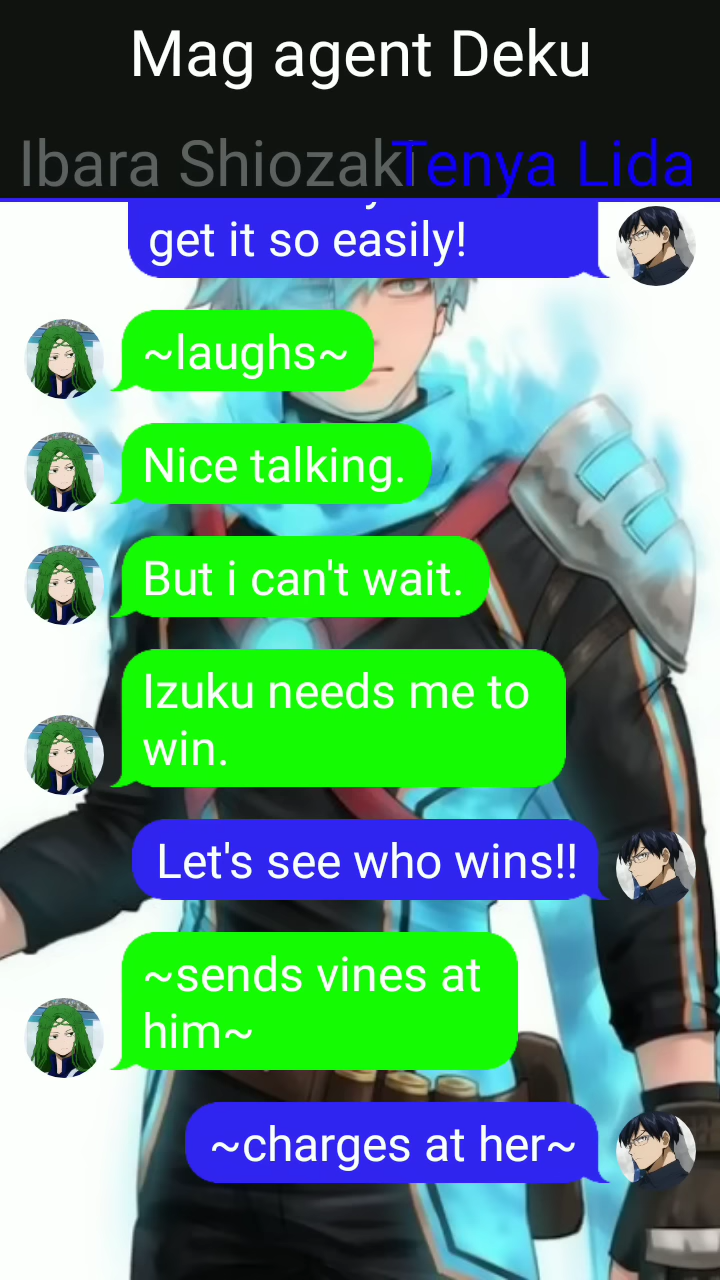 Mag agent Deku
Ibara Shiozaki
Tenya Lida
get it so easily!
~laughs~
Nice talking.
But i can't wait.
Izuku needs me to
win.
Let's see who wins!!
~sends vines at
him~
~charges at her~